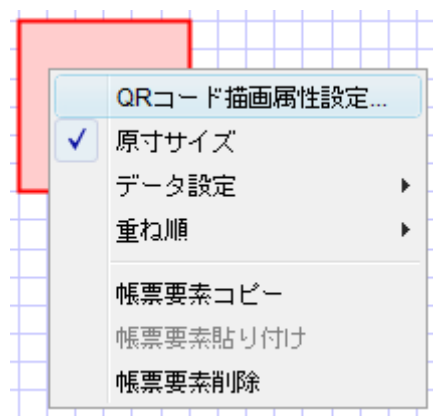 QRコード描画属性設定...
原寸サイズ
データ設定
重ね順
帳票要素コピー
帳票要素貼り付け
帳票要素削除